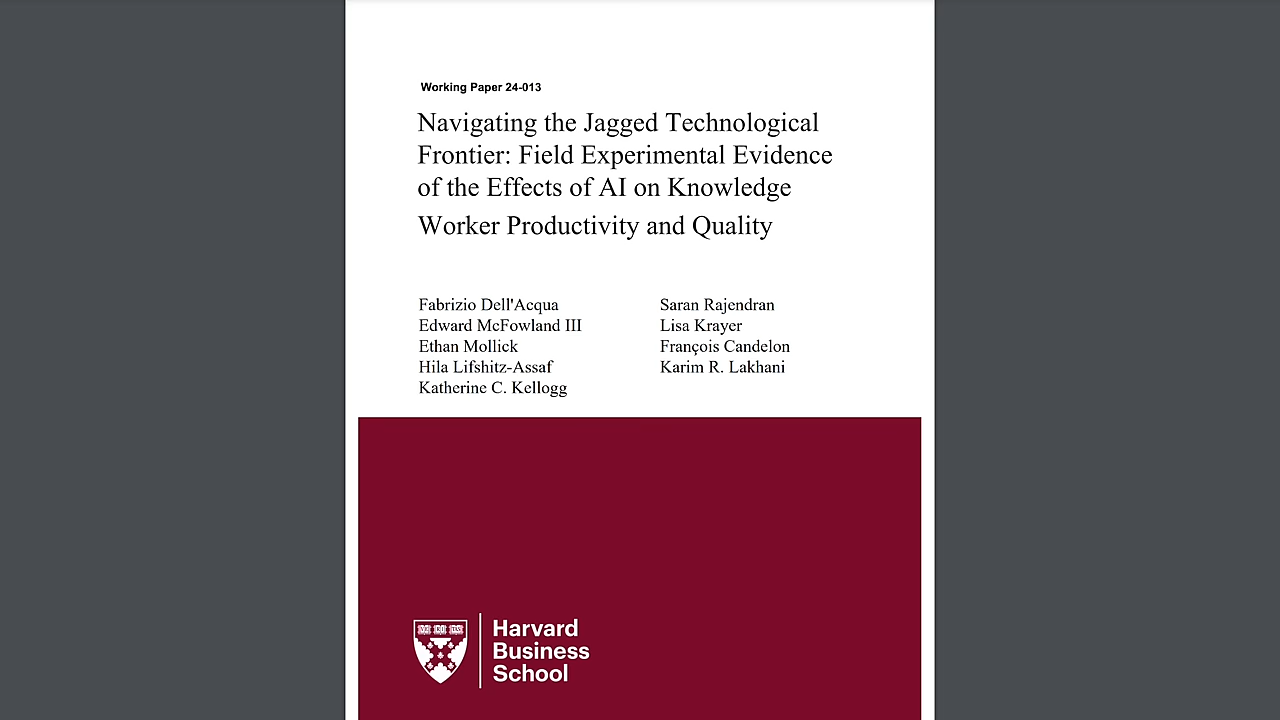 Working Paper 24-013
Navigating the Jagged Technological
Frontier: Field Experimental Evidence
of the Effects of AI on Knowledge
Worker Productivity and Quality
Fabrizio Dell'Acqua
Edward McFowland III
Ethan Mollick
Hila Lifshitz-Assaf
Katherine C. Kellogg
Saran Rajendran
Lisa Krayer
François Candelon
Karim R. Lakhani
Harvard
Business
School